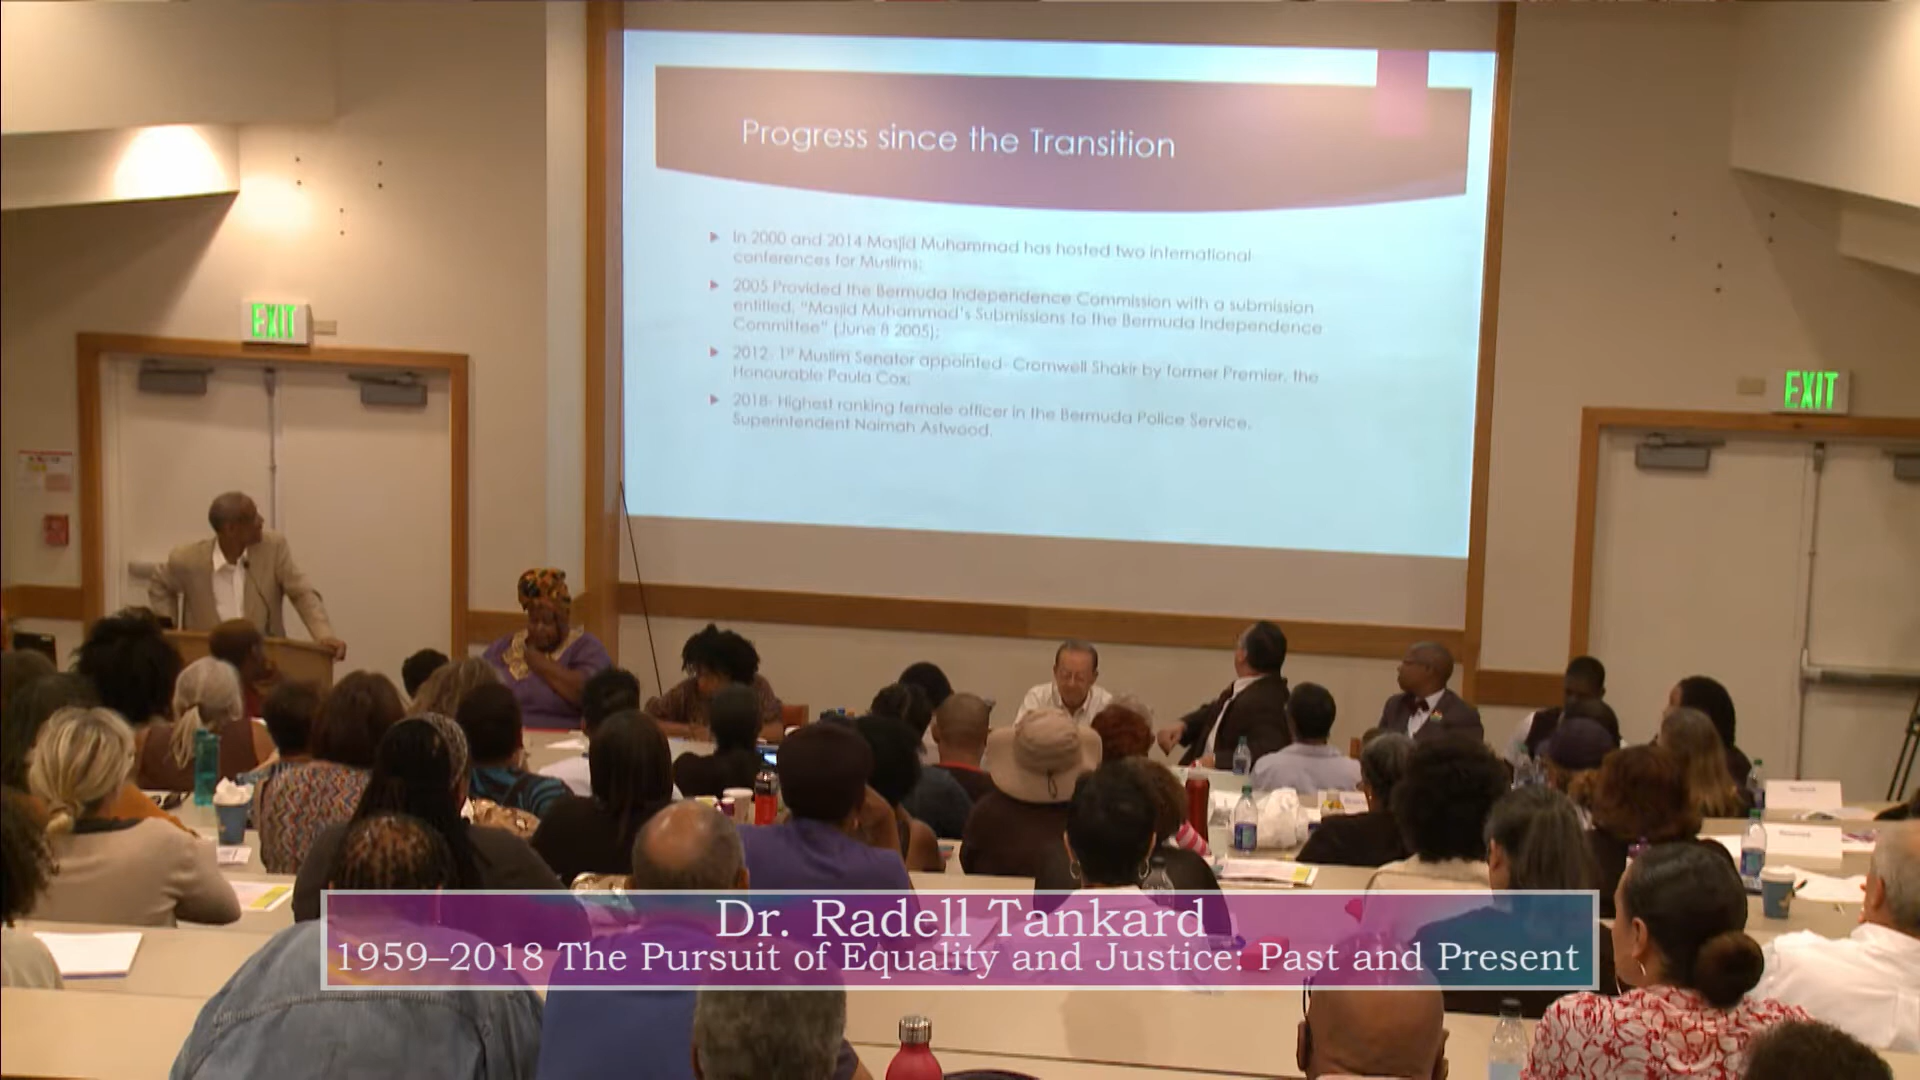 Progress since the Transition
In 2000 and 2014 Masjid Muhammad has hosted two international
conferences for Muslims;
2005 Provided the Bermuda Independence Commission with a submission
entitled, "Masjid Muhammad's Submissions to the Bermuda Independence
Committee" (June 8 2005);
2012- 1st Muslim Senator appointed- Cromwell Shakir by former Premier, the
Honourable Paula Cox;
2018- Highest ranking female officer in the Bermuda Police Service,
Superintendent Naimah Astwood.
EXIT
EXIT
Dr. Radell Tankard
1959–2018 The Pursuit of Equality and Justice: Past and Present